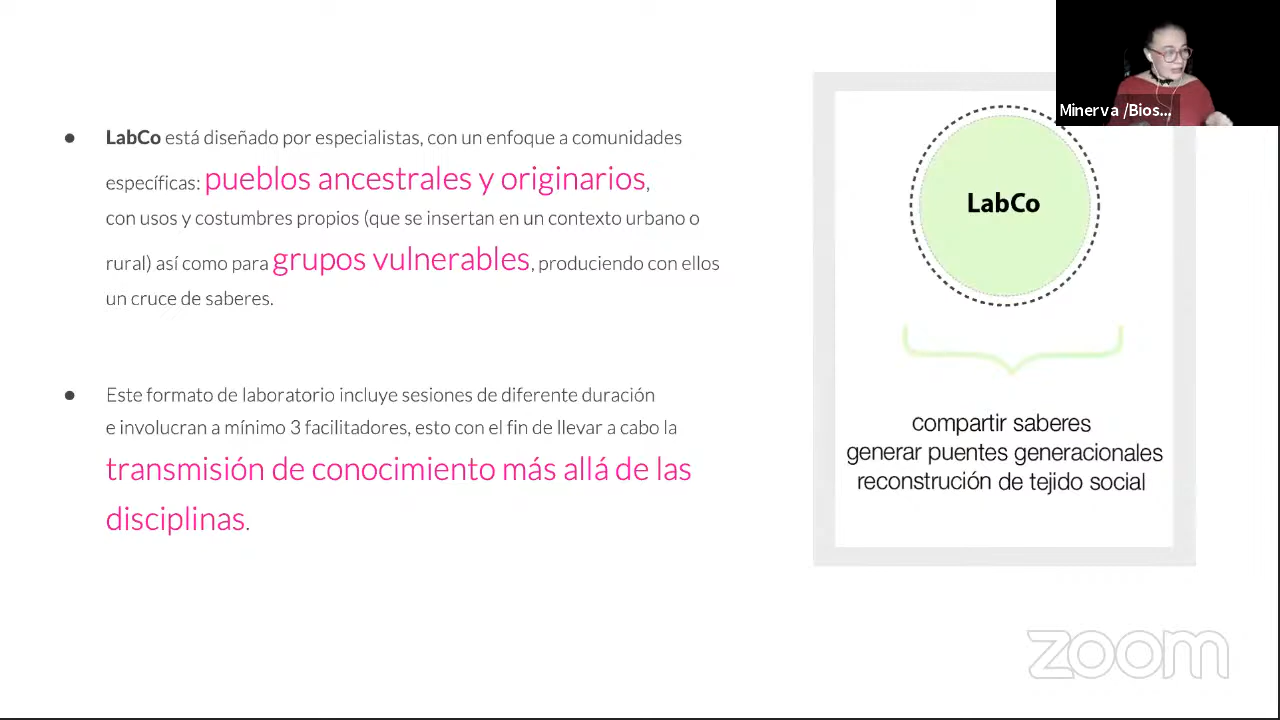 LabCo está diseñado por especialistas, con un enfoque a comunidades
específicas: pueblos ancestrales y originarios,
con usos y costumbres propios (que se insertan en un contexto urbano o
rural) así como para grupos vulnerables, produciendo con ellos
un cruce de saberes.
Este formato de laboratorio incluye sesiones de diferente duración
e involucran a mínimo 3 facilitadores, esto con el fin de llevar a cabo la
transmisión de conocimiento más allá de las
disciplinas.
Minerva /Bios...
LabCo
compartir saberes
generar puentes generacionales
reconstrución de tejido social
zoom